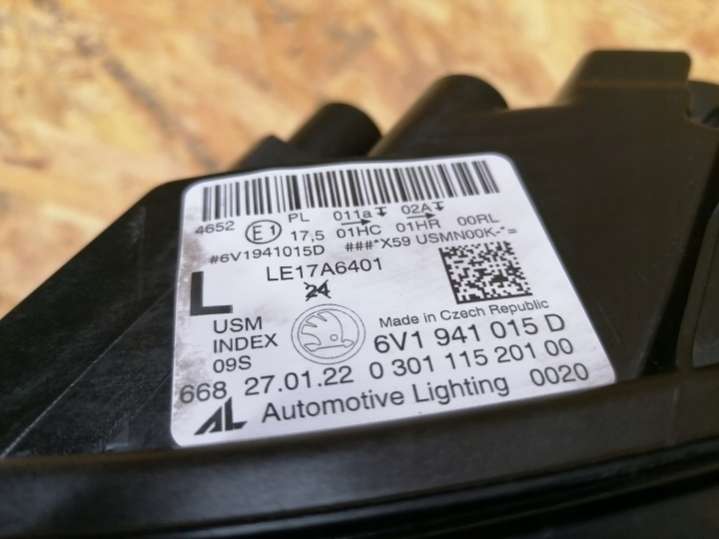 4652 E1 PL 17,5 011a 01HC 02A 01HR 00RL
#6V1941015D ###*X59 USMN00K-*=
L LE17A6401
24
USM
INDEX
09S
Made in Czech Republic
6V1 941 015 D
668 27.01.22 0 301 115 201 00
AL Automotive Lighting 0020